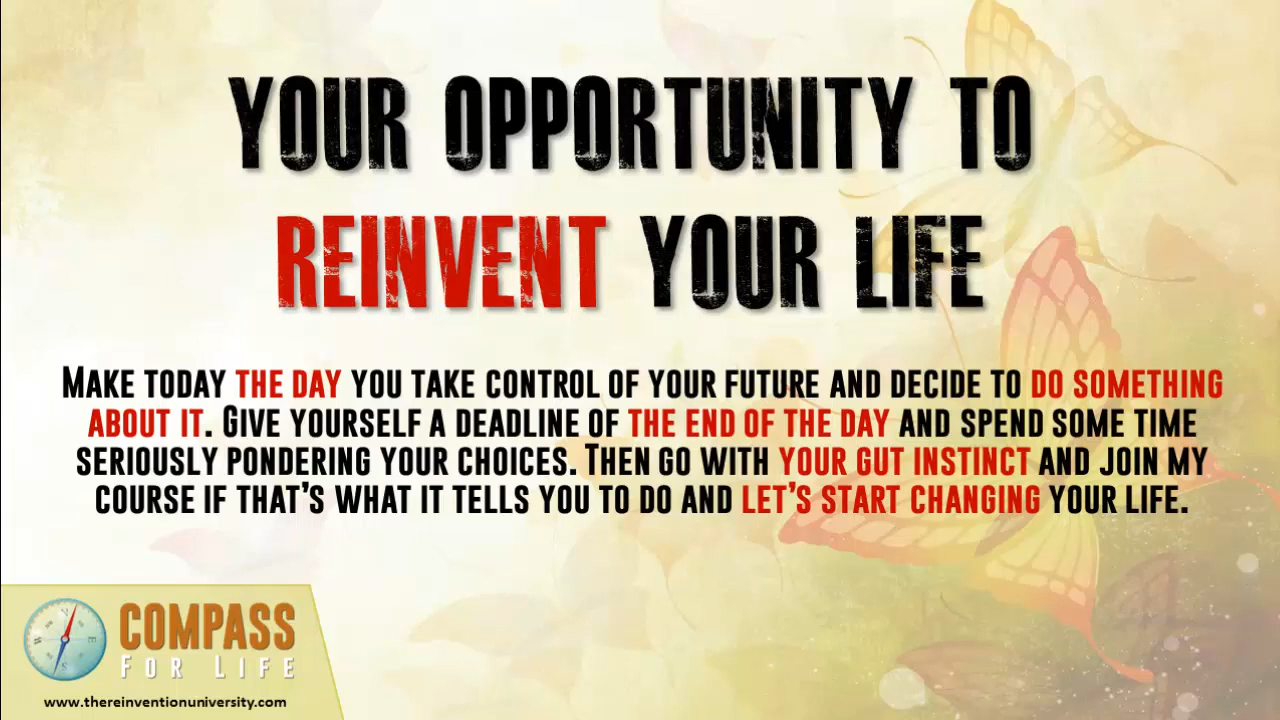 YOUR OPPORTUNITY TO
REINVENT YOUR LIFE
MAKE TODAY THE DAY YOU TAKE CONTROL OF YOUR FUTURE AND DECIDE TO DO SOMETHING
ABOUT IT. GIVE YOURSELF A DEADLINE OF THE END OF THE DAY AND SPEND SOME TIME
SERIOUSLY PONDERING YOUR CHOICES. THEN GO WITH YOUR GUT INSTINCT AND JOIN MY
COURSE IF THAT'S WHAT IT TELLS YOU TO DO AND LET'S START CHANGING YOUR LIFE.
N
W E
S
COMPASS
FOR LIFE
www.thereinventionuniversity.com